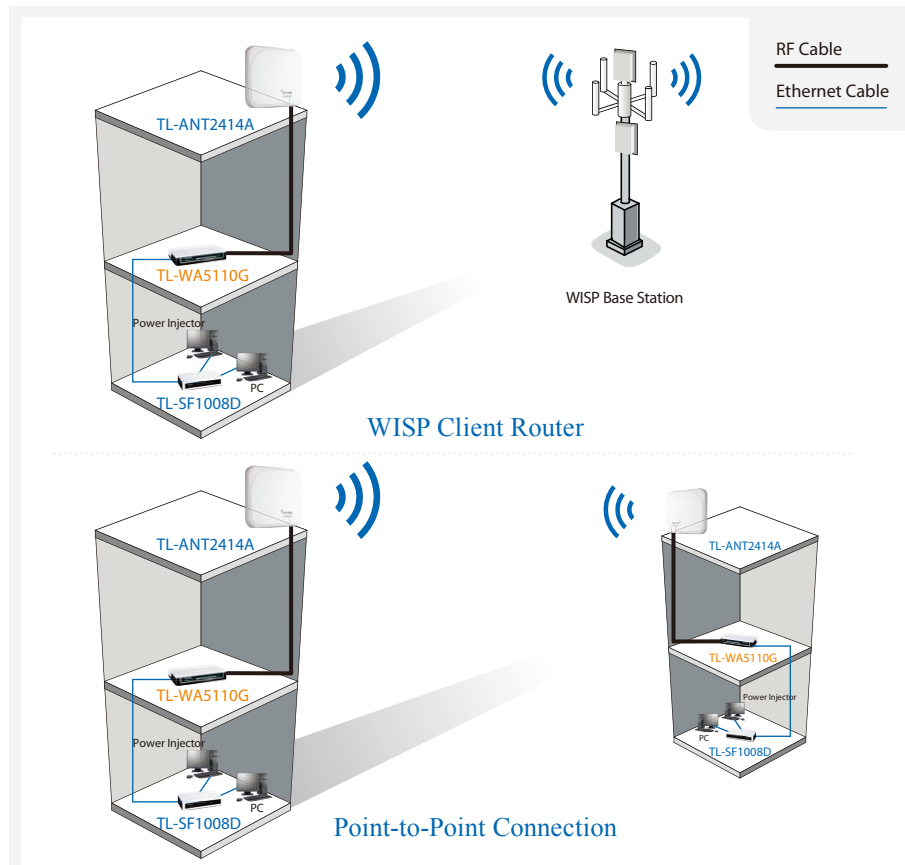 RF Cable
Ethernet Cable
TL-ANT2414A
TL-WA5110G
Power Injector
PC
TL-SF1008D
WISP Base Station
WISP Client Router
TL-ANT2414A
TL-WA5110G
Power Injector
PC
TL-SF1008D
TL-ANT2414A
TL-WA5110G
Power Injector
PC
TL-SF1008D
Point-to-Point Connection